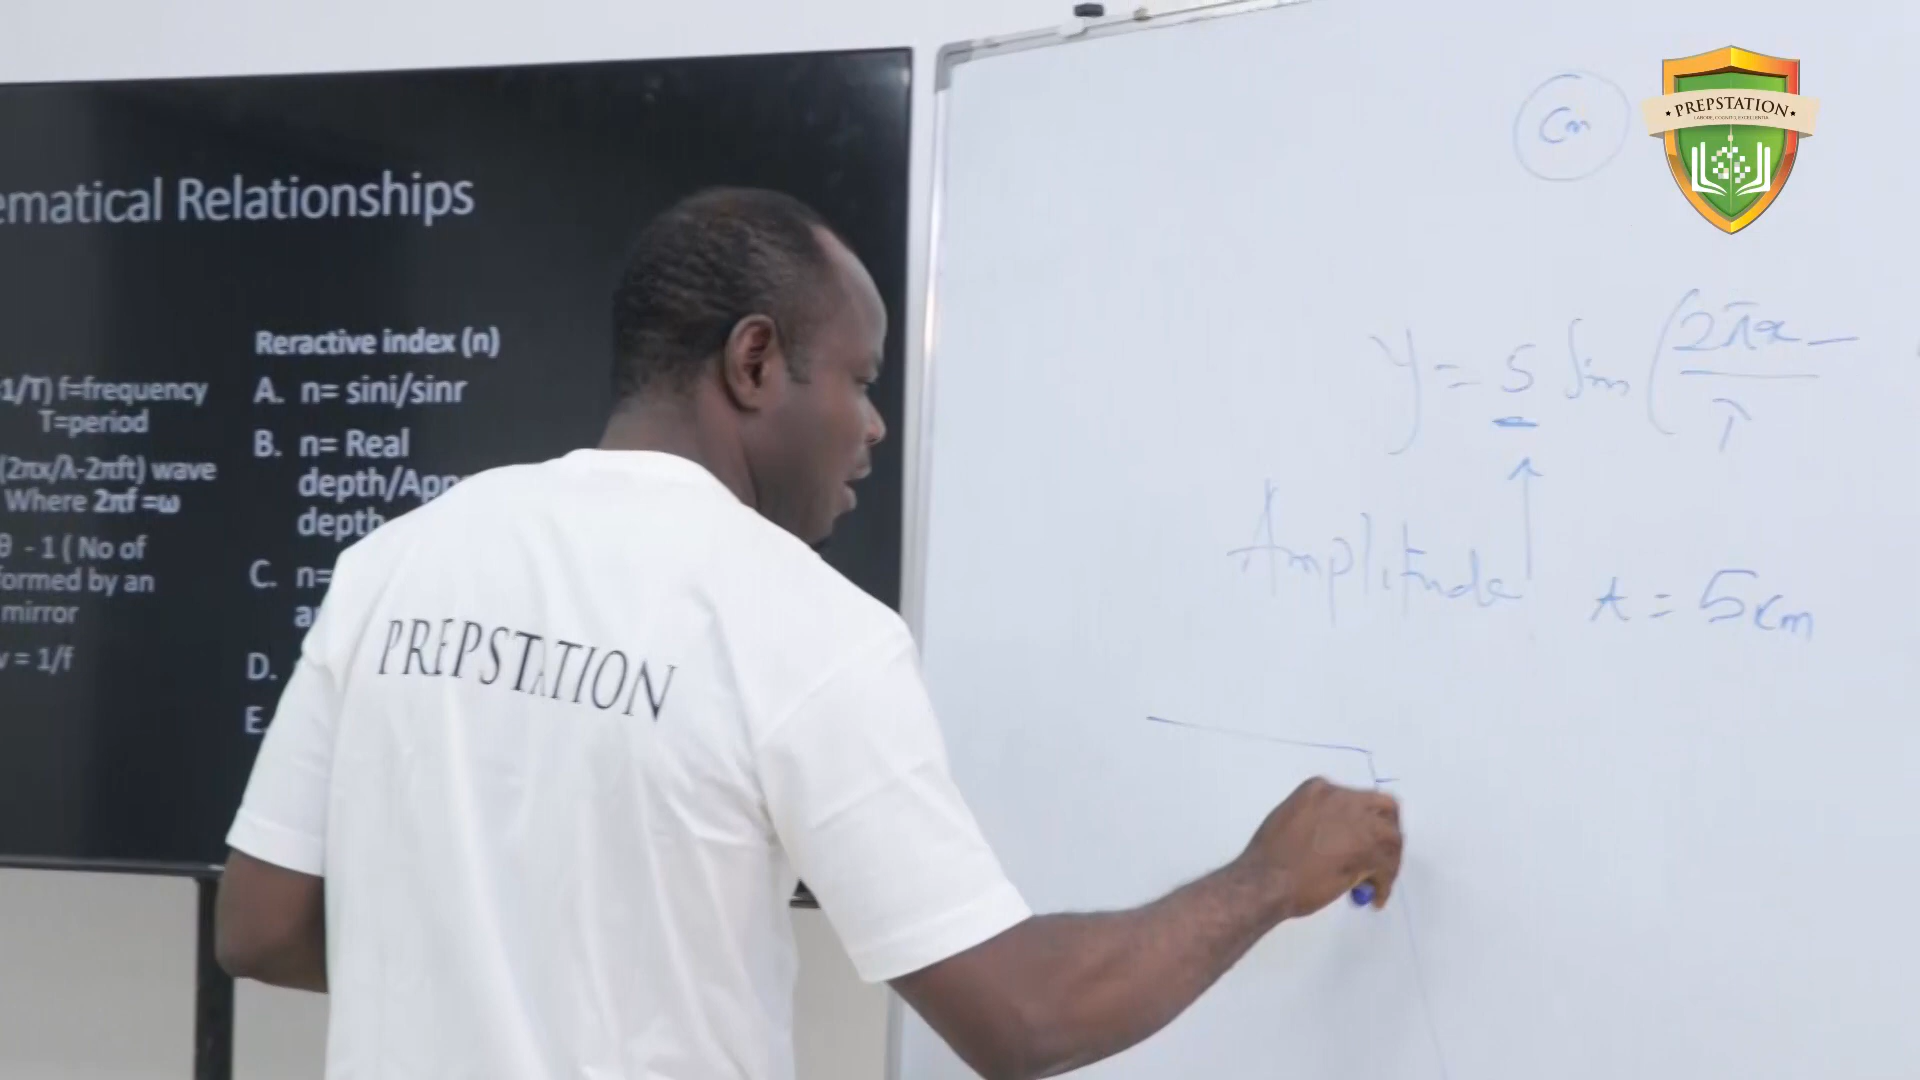 ematical Relationships
1/T) f=frequency
T=period
(2πx/λ-2πft) wave
Where 2πf =ω
θ - 1 ( No of
formed by an
mirror
v = 1/f
Reractive index (n)
A. n= sini/sinr
B. n= Real
depth/App
depth
C. n=
a
D.
E.
PREPSTATION
Cm
y = 5 Sin (2πx –
Amplitude A = 5cm
PREPSTATION